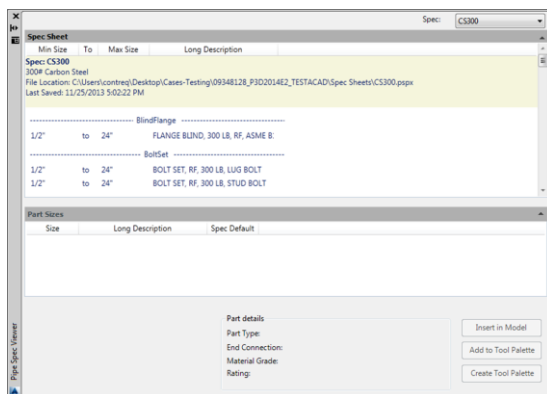 Spec: CS300
Spec Sheet
Min Size To Max Size Long Description
Spec: CS300
300# Carbon Steel
File Location: C:\Users\contreq\Desktop\Cases-Testing\09348128_P3D2014E2_TESTACAD\Spec Sheets\CS300.pspx
Last Saved: 11/25/2013 5:02:22 PM
---------------------------------- BlindFlange ----------------------------------
1/2" to 24" FLANGE BLIND, 300 LB, RF, ASME B:
------------------------------------ BoltSet ------------------------------------
1/2" to 24" BOLT SET, RF, 300 LB, LUG BOLT
1/2" to 24" BOLT SET, RF, 300 LB, STUD BOLT
Part Sizes
Size Long Description Spec Default
Part details
Part Type:
End Connection:
Material Grade:
Rating:
Insert in Model
Add to Tool Palette
Create Tool Palette
Pipe Spec Viewer